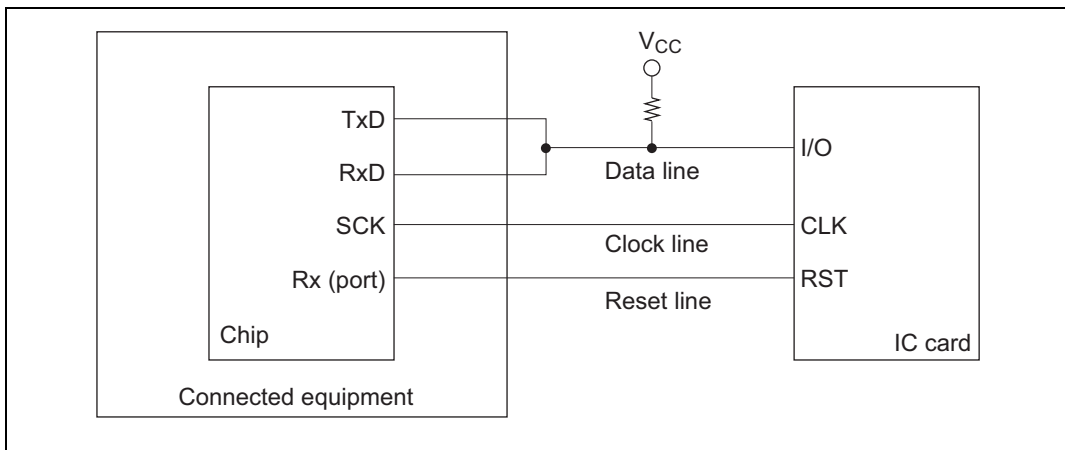 VCC
TxD
I/O
RxD
Data line
SCK
CLK
Clock line
Rx (port)
RST
Reset line
Chip
IC card
Connected equipment